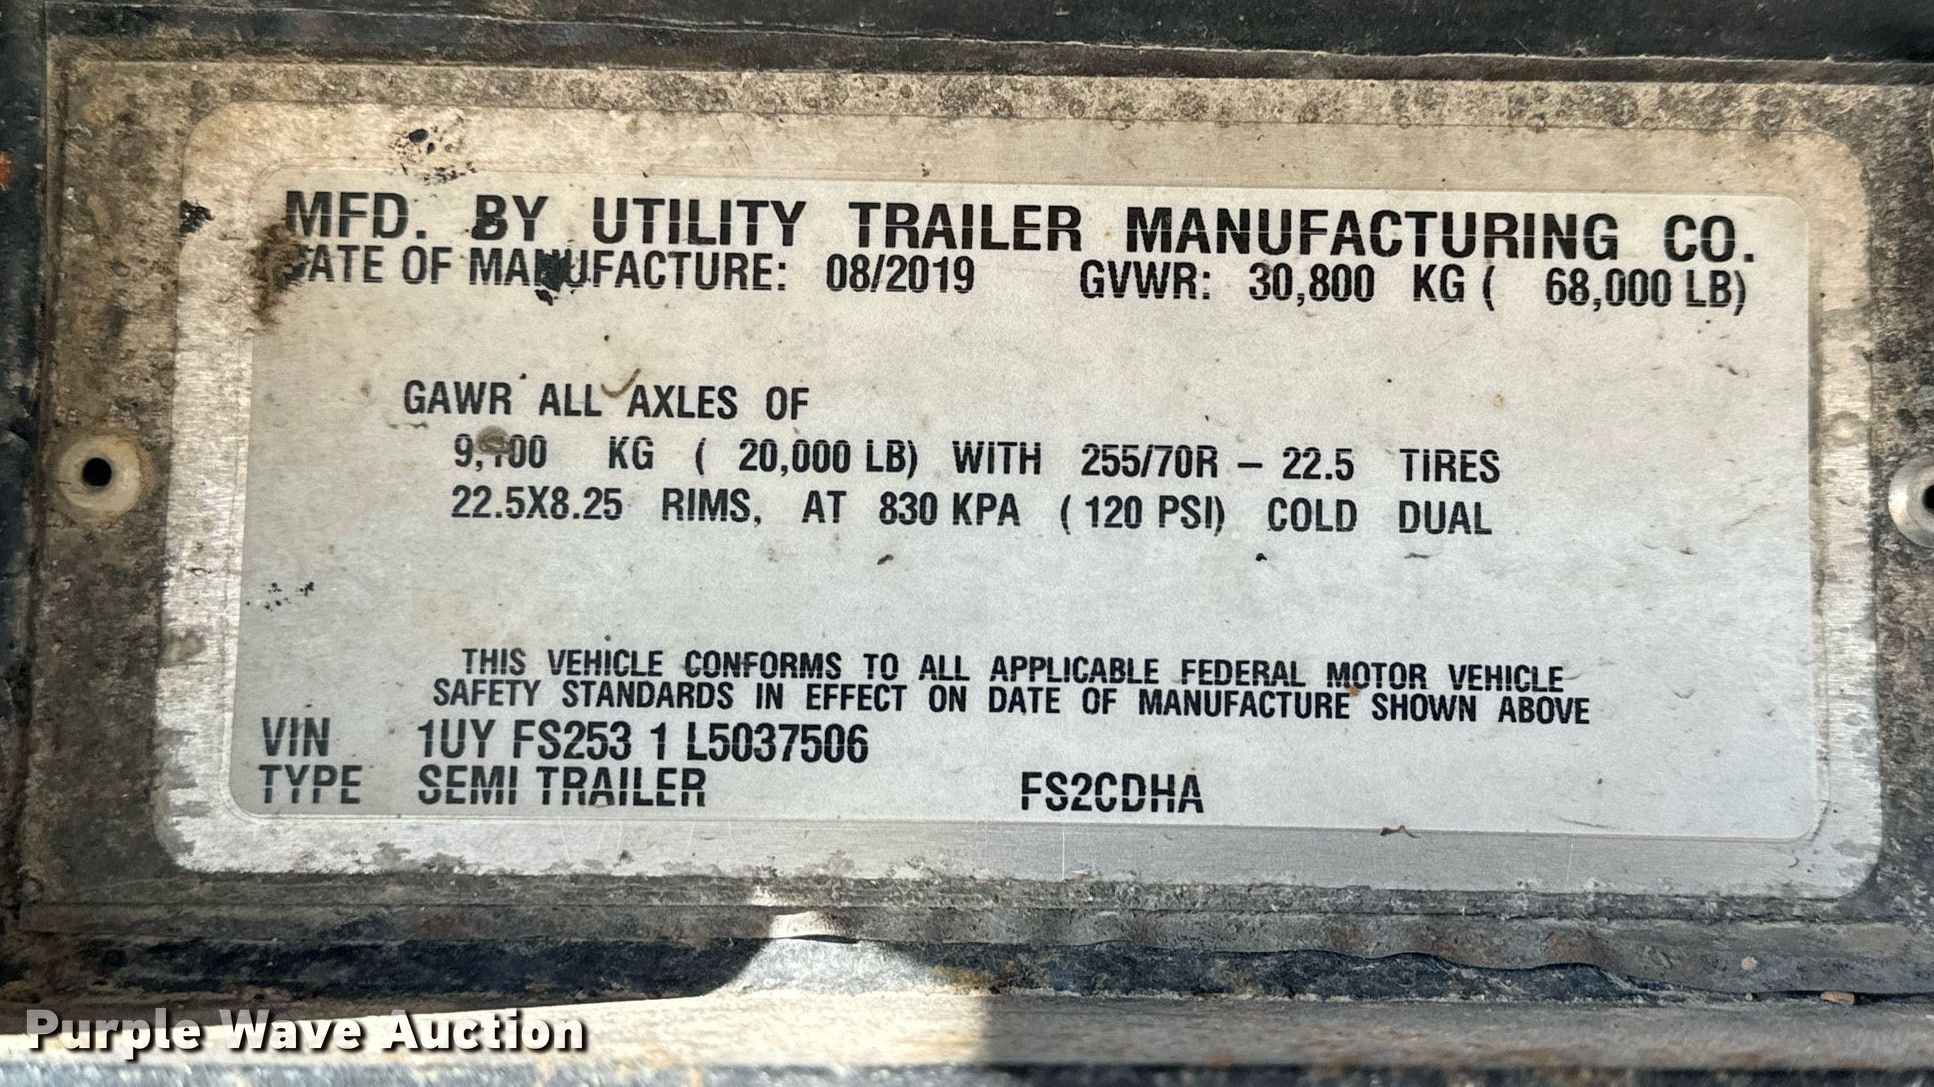 MFD. BY UTILITY TRAILER MANUFACTURING CO.
DATE OF MANUFACTURE: 08/2019 GVWR: 30,800 KG ( 68,000 LB)
GAWR ALL AXLES OF
9,100 KG ( 20,000 LB) WITH 255/70R – 22.5 TIRES
22.5X8.25 RIMS, AT 830 KPA ( 120 PSI) COLD DUAL
THIS VEHICLE CONFORMS TO ALL APPLICABLE FEDERAL MOTOR VEHICLE
SAFETY STANDARDS IN EFFECT ON DATE OF MANUFACTURE SHOWN ABOVE
VIN 1UY FS253 1 L5037506
TYPE SEMI TRAILER FS2CDHA
Purple Wave Auction